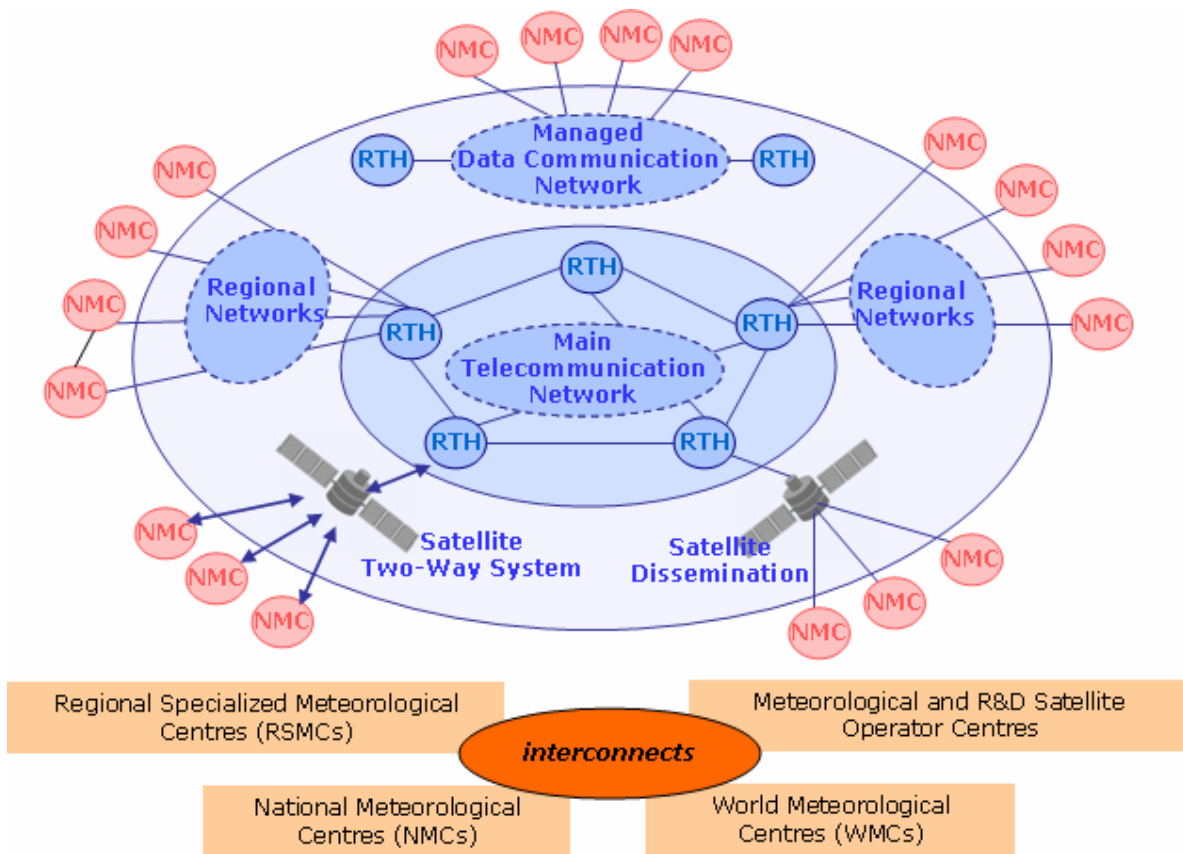 NMC
NMC
NMC
NMC
NMC
NMC
RTH
Managed
Data Communication
Network
RTH
NMC
NMC
NMC
NMC
RTH
Regional
Networks
Regional
Networks
NMC
NMC
RTH
RTH
NMC
Main
Telecommunication
Network
NMC
RTH
RTH
NMC
NMC
NMC
Satellite
Two-Way System
Satellite
Dissemination
NMC
NMC
NMC
Regional Specialized Meteorological
Centres (RSMCs)
Meteorological and R&D Satellite
Operator Centres
interconnects
National Meteorological
Centres (NMCs)
World Meteorological
Centres (WMCs)